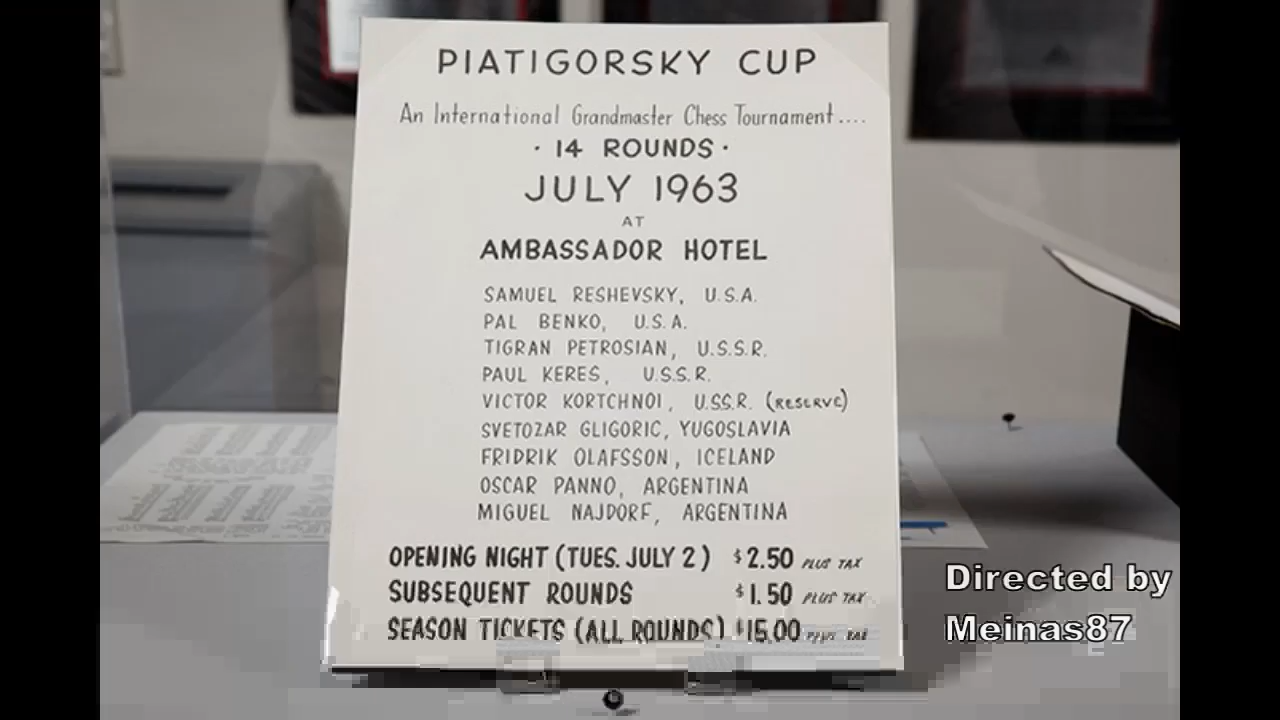 PIATIGORSKY CUP
An International Grandmaster Chess Tournament....
· 14 ROUNDS ·
JULY 1963
AT
AMBASSADOR HOTEL
SAMUEL RESHEVSKY, U.S.A.
PAL BENKO, U.S.A.
TIGRAN PETROSIAN, U.S.S.R.
PAUL KERES, U.S.S.R.
VICTOR KORTCHNOI, U.S.S.R. (RESERVE)
SVETOZAR GLIGORIC, YUGOSLAVIA
FRIDRIK OLAFSSON, ICELAND
OSCAR PANNO, ARGENTINA
MIGUEL NAJDORF, ARGENTINA
OPENING NIGHT (TUES. JULY 2) $2.50 PLUS TAX
SUBSEQUENT ROUNDS $1.50 PLUS TAX
SEASON TICKETS (ALL ROUNDS) $15.00 PLUS TAX
Directed by
Meinas87